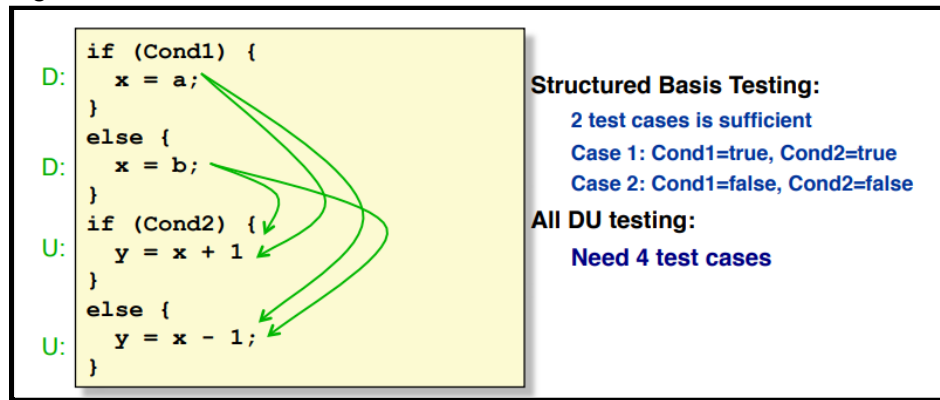 if (Cond1) {
D: x = a;
}
else {
D: x = b;
}
if (Cond2) {
U: y = x + 1
}
else {
U: y = x - 1;
}
Structured Basis Testing:
2 test cases is sufficient
Case 1: Cond1=true, Cond2=true
Case 2: Cond1=false, Cond2=false
All DU testing:
Need 4 test cases